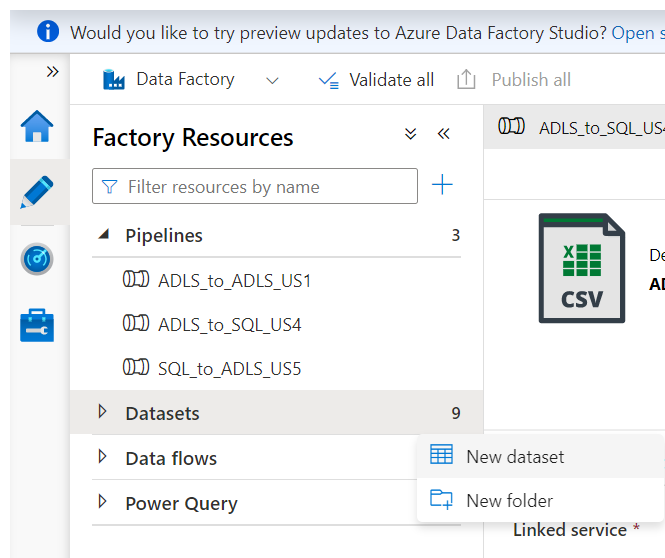 Would you like to try preview updates to Azure Data Factory Studio? Open
Data Factory
Validate all
Publish all
Factory Resources
ADLS_to_SQL_US4
Filter resources by name
Pipelines 3
ADLS_to_ADLS_US1
ADLS_to_SQL_US4
SQL_to_ADLS_US5
CSV
Datasets 9
Data flows
Power Query
New dataset
New folder
Linked service *